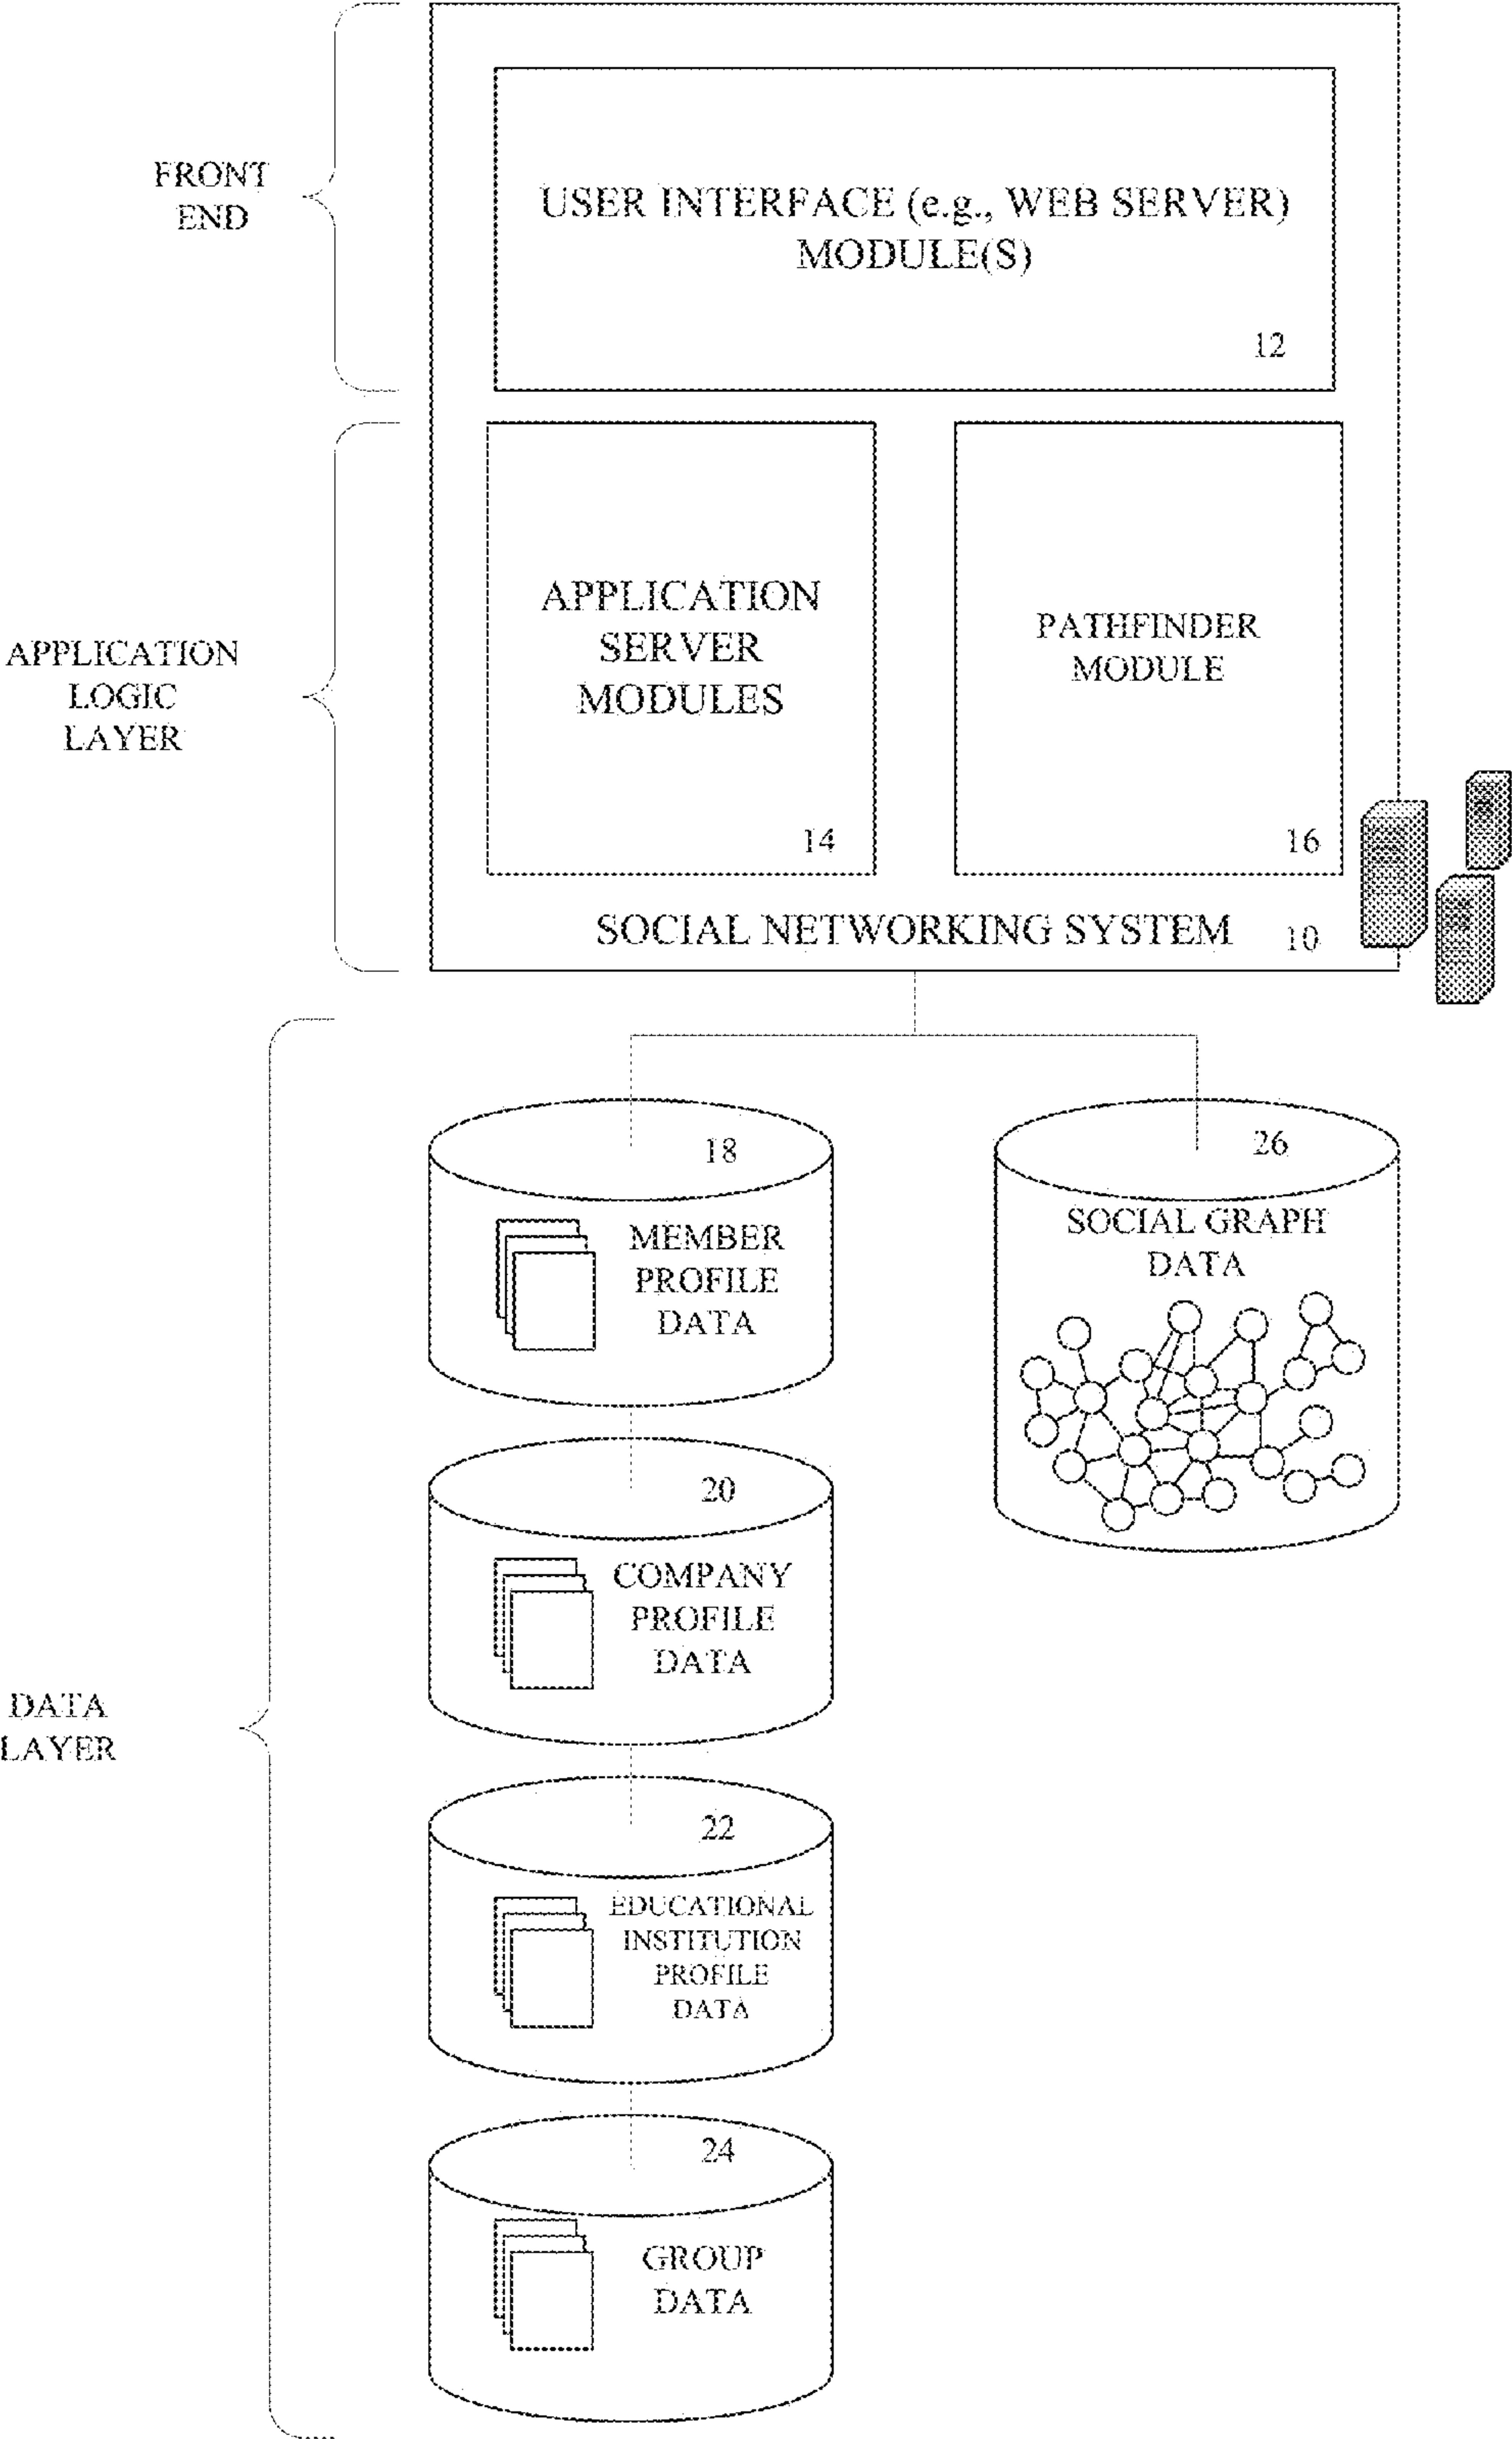 FRONT
END
USER INTERFACE (e.g., WEB SERVER)
MODULE(S)
12
APPLICATION
LOGIC
LAYER
APPLICATION
SERVER
MODULES
14
PATHFINDER
MODULE
16
SOCIAL NETWORKING SYSTEM 10
DATA
LAYER
18
MEMBER
PROFILE
DATA
26
SOCIAL GRAPH
DATA
20
COMPANY
PROFILE
DATA
22
EDUCATIONAL
INSTITUTION
PROFILE
DATA
24
GROUP
DATA